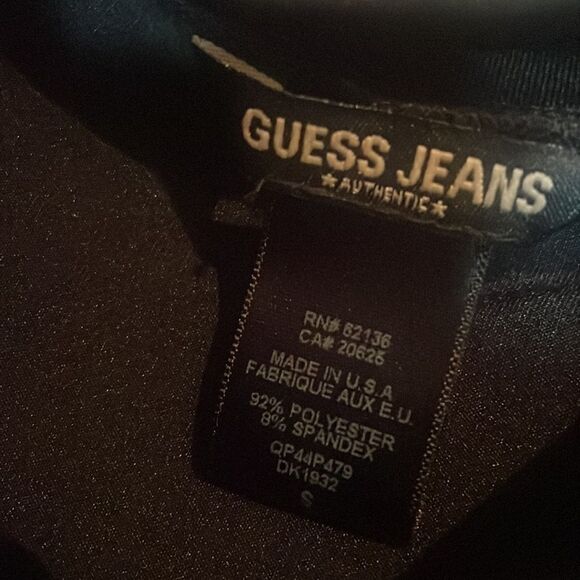 GUESS JEANS
★AUTHENTIC★
RN# 62136
CA# 20625
MADE IN U.S.A
FABRIQUE AUX E.U.
92% POLYESTER
8% SPANDEX
QP44P479
DK1932
S